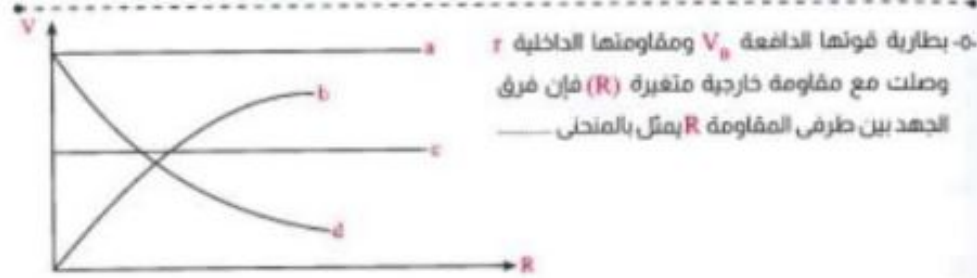 ٥- بطارية قوتها الدافعة V_B ومقاومتها الداخلية r
وصلت مع مقاومة خارجية متغيرة (R) فإن فرق
الجهد بين طرفى المقاومة R يمثل بالمنحنى ........
V
a
b
c
d
R